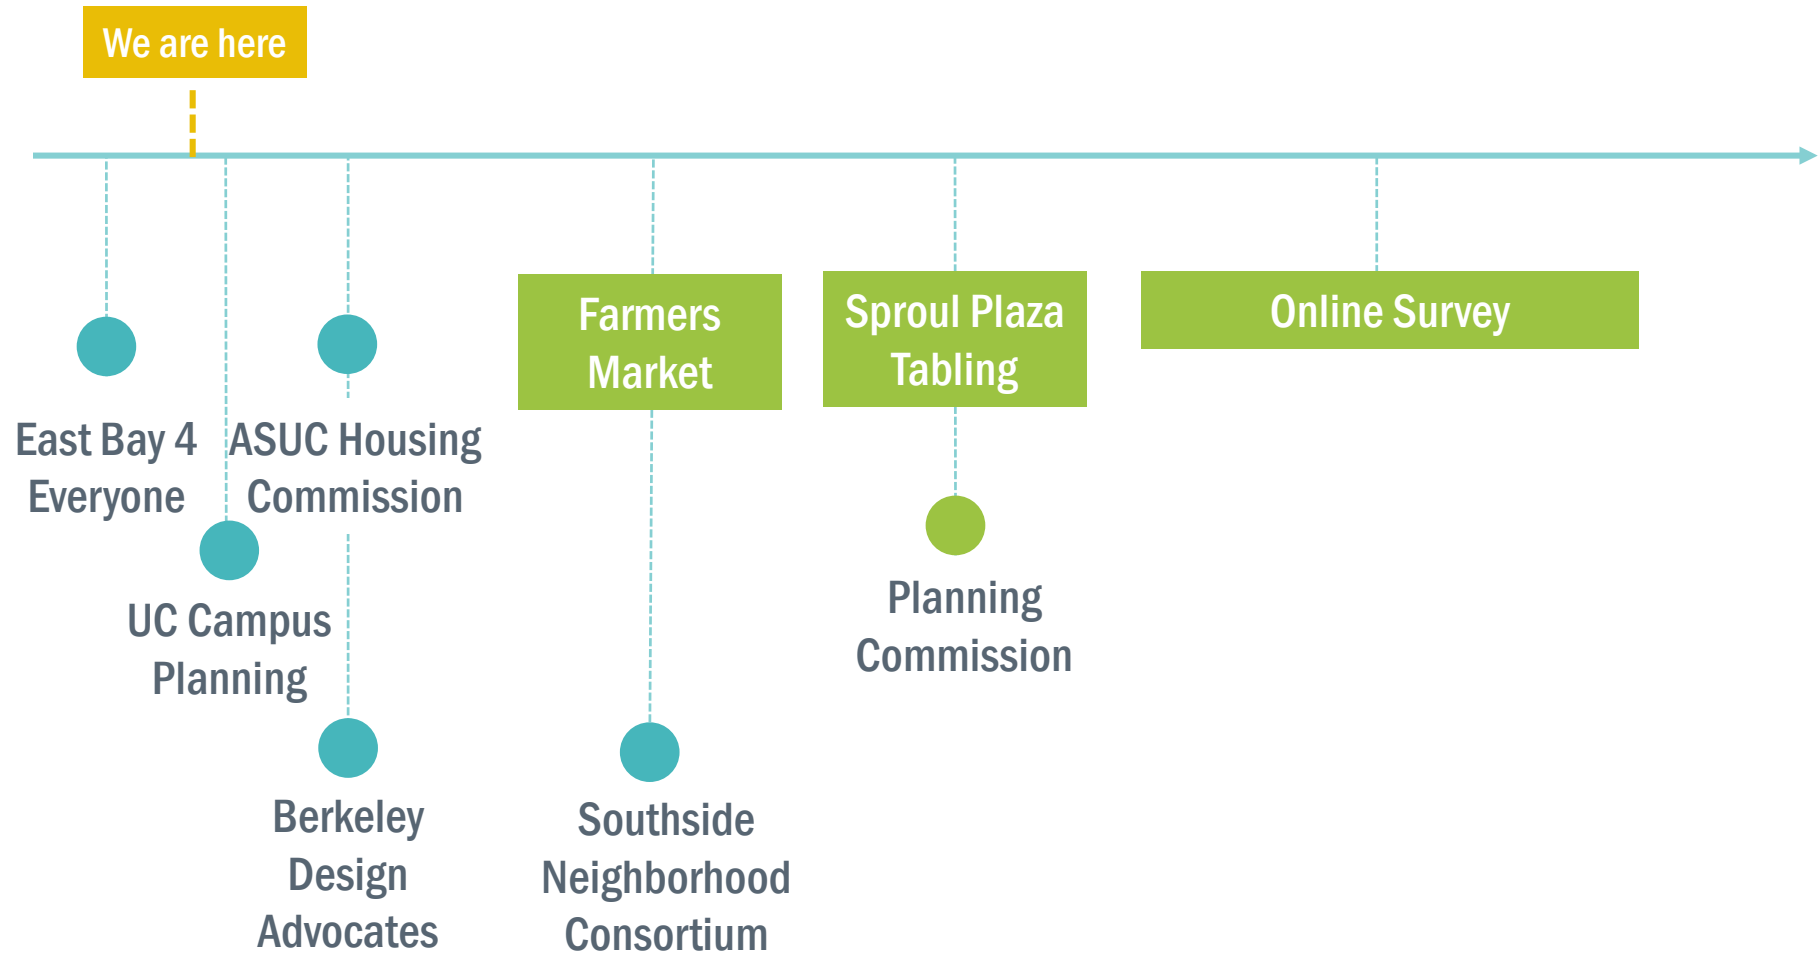 We are here
East Bay 4
Everyone
UC Campus
Planning
ASUC Housing
Commission
Berkeley
Design
Advocates
Farmers
Market
Southside
Neighborhood
Consortium
Sproul Plaza
Tabling
Planning
Commission
Online Survey